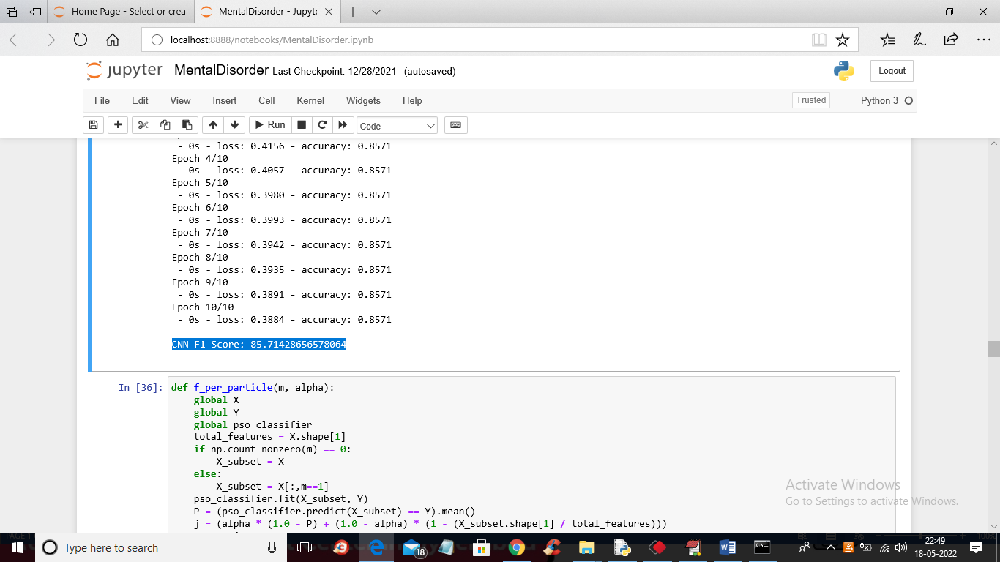 Home Page - Select or creat
MentalDisorder - Jupyte
localhost:8888/notebooks/MentalDisorder.ipynb
jupyter MentalDisorder Last Checkpoint: 12/28/2021 (autosaved)
Logout
File Edit View Insert Cell Kernel Widgets Help
Trusted
Python 3
Run
Code
- 0s - loss: 0.4156 - accuracy: 0.8571
Epoch 4/10
- 0s - loss: 0.4057 - accuracy: 0.8571
Epoch 5/10
- 0s - loss: 0.3980 - accuracy: 0.8571
Epoch 6/10
- 0s - loss: 0.3993 - accuracy: 0.8571
Epoch 7/10
- 0s - loss: 0.3942 - accuracy: 0.8571
Epoch 8/10
- 0s - loss: 0.3935 - accuracy: 0.8571
Epoch 9/10
- 0s - loss: 0.3891 - accuracy: 0.8571
Epoch 10/10
- 0s - loss: 0.3884 - accuracy: 0.8571
CNN F1-Score: 85.71428656578064
In [36]:
def f_per_particle(m, alpha):
    global X
    global Y
    global pso_classifier
    total_features = X.shape[1]
    if np.count_nonzero(m) == 0:
        X_subset = X
    else:
        X_subset = X[:,m==1]
    pso_classifier.fit(X_subset, Y)
    P = (pso_classifier.predict(X_subset) == Y).mean()
    j = (alpha * (1.0 - P) + (1.0 - alpha) * (1 - (X_subset.shape[1] / total_features)))
Activate Windows
Go to Settings to activate Windows.
Type here to search
18
22:49
18-05-2022